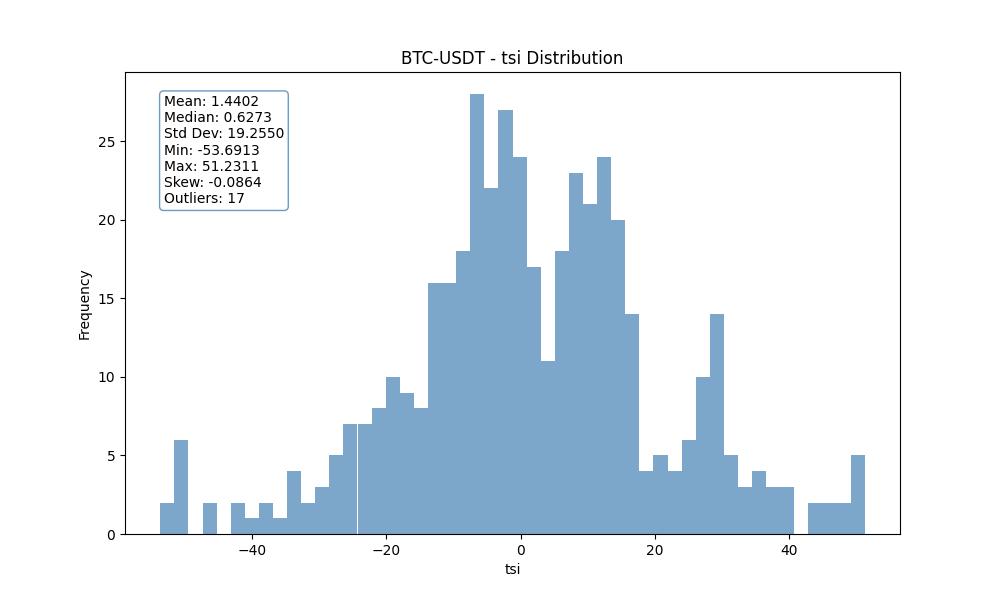 BTC-USDT - tsi Distribution
Mean: 1.4402
Median: 0.6273
Std Dev: 19.2550
Min: -53.6913
Max: 51.2311
Skew: -0.0864
Outliers: 17
Frequency
25
20
15
10
5
0
−40
−20
0
20
40
tsi